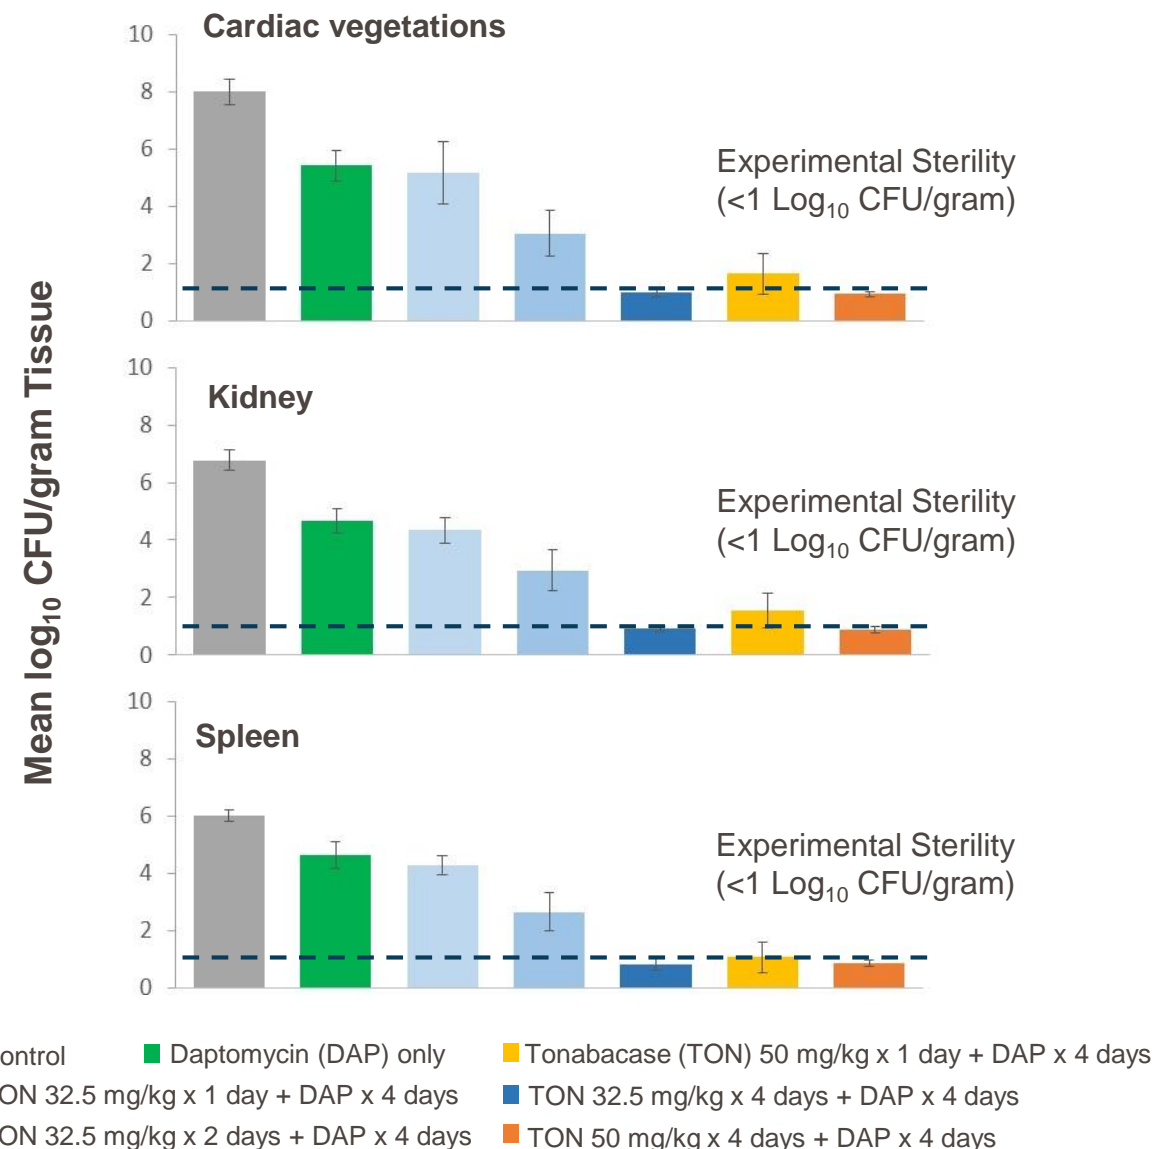 Cardiac vegetations
10
8
6
4
2
0
Experimental Sterility
(<1 Log10 CFU/gram)
Mean log10 CFU/gram Tissue
10
8
6
4
2
0
Kidney
Experimental Sterility
(<1 Log10 CFU/gram)
10
8
6
4
2
0
Spleen
Experimental Sterility
(<1 Log10 CFU/gram)
ontrol
Daptomycin (DAP) only
Tonabacase (TON) 50 mg/kg x 1 day + DAP x 4 days
ON 32.5 mg/kg x 1 day + DAP x 4 days
TON 32.5 mg/kg x 4 days + DAP x 4 days
ON 32.5 mg/kg x 2 days + DAP x 4 days
TON 50 mg/kg x 4 days + DAP x 4 days